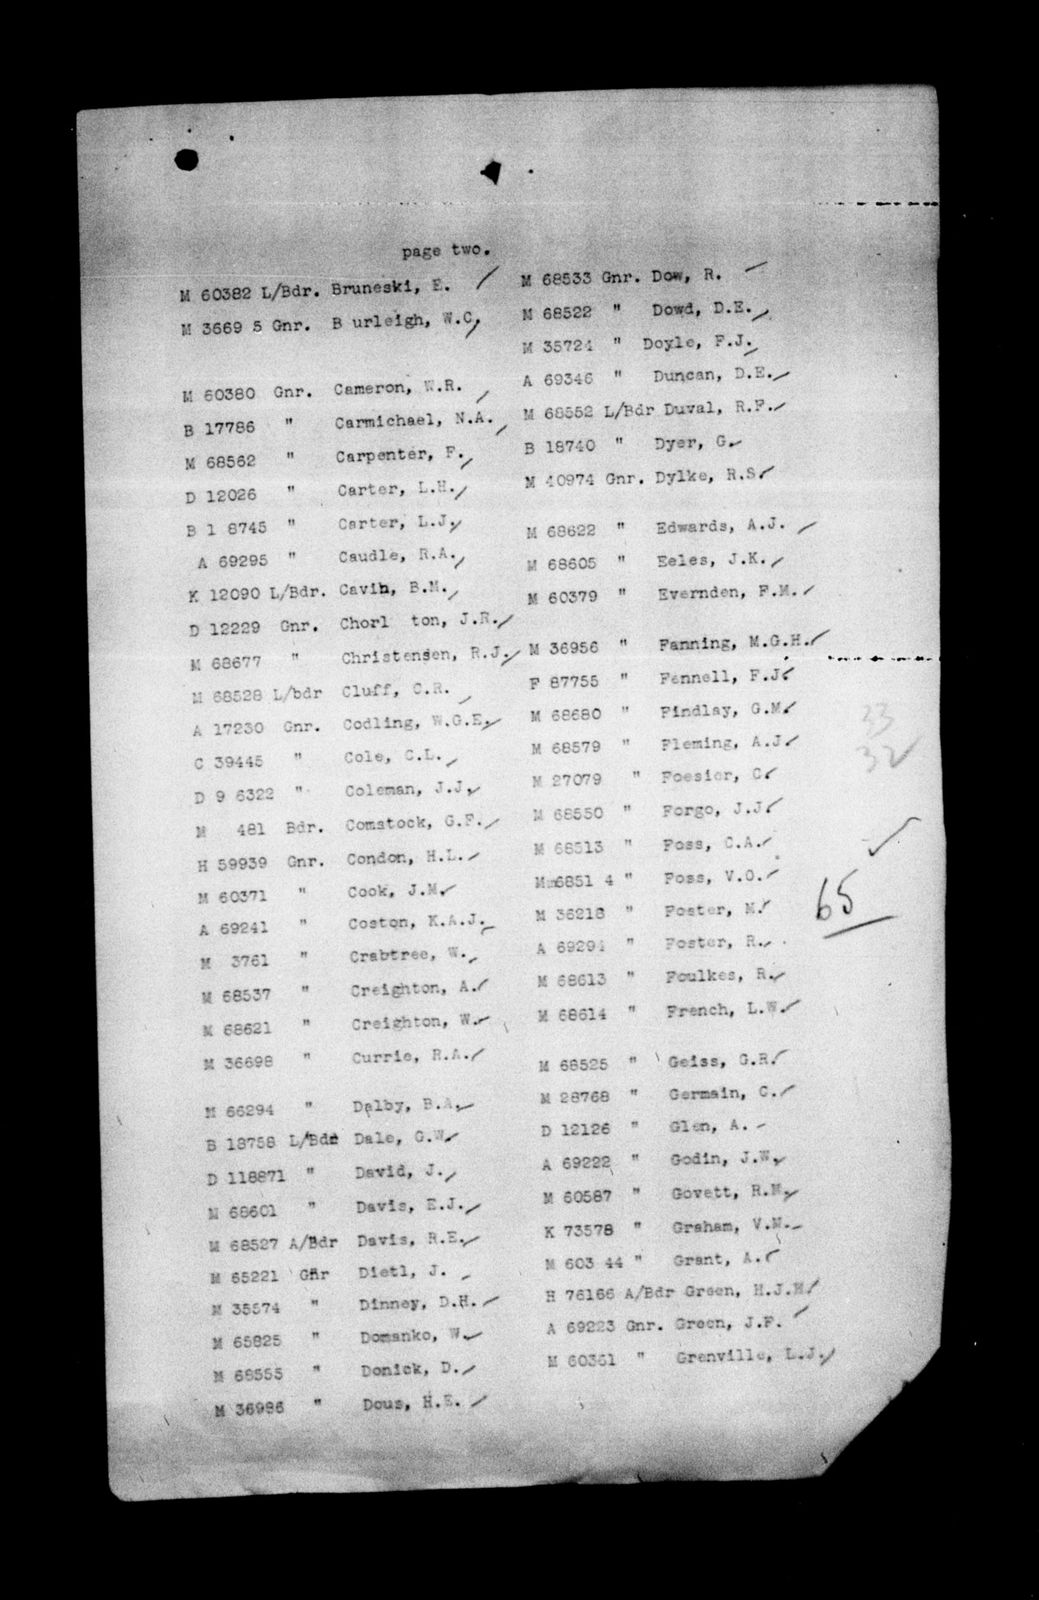 page two.
M 60382 L/Bdr. Bruneski, E.
M 3669 5 Gnr. B urleigh, W.C.
M 60380 Gnr. Cameron, W.R.
B 17786 " Carmichael, N.A.
M 68562 " Carpenter, F.
D 12026 " Carter, L.H.
B 1 8745 " Carter, L.J.
A 69295 " Caudle, R.A.
K 12090 L/Bdr. Cavin, B.M.
D 12229 Gnr. Chorl ton, J.R.
M 68677 " Christensen, R.J.
M 68528 L/bdr Cluff, C.R.
A 17230 Gnr. Codling, W.G.E.
C 39445 " Cole, C.L.
D 9 6322 " Coleman, J.J.
M 481 Bdr. Comstock, G.F.
H 59939 Gnr. Condon, H.L.
M 60371 " Cook, J.M.
A 69241 " Coston, K.A.J.
M 3761 " Crabtree, W.
M 68537 " Creighton, A.
M 68621 " Creighton, W.
M 36698 " Currie, R.A.
M 66294 " Dalby, B.A.
B 18758 L/Bdr Dale, G.W.
D 118871 " David, J.
M 68601 " Davis, E.J.
M 68527 A/Bdr Davis, R.E.
M 65221 Gnr Dietl, J.
M 35574 " Dinney, D.H.
M 65825 " Domanko, W.
M 68555 " Donick, D.
M 36986 " Dous, H.E.
M 68533 Gnr. Dow, R.
M 68522 " Dowd, D.E.
M 35724 " Doyle, F.J.
A 69346 " Duncan, D.E.
M 68552 L/Bdr Duval, R.F.
B 18740 " Dyer, G.
M 40974 Gnr. Dylke, R.S.
M 68622 " Edwards, A.J.
M 68605 " Eeles, J.K.
M 60379 " Evernden, F.M.
M 36956 " Fanning, M.G.H.
F 87755 " Fennell, F.J.
M 68680 " Findlay, G.M.
M 68579 " Fleming, A.J.
M 27079 " Foesier, C.
M 68550 " Forgo, J.J.
M 68513 " Foss, C.A.
M 6851 4 " Foss, V.O.
M 36218 " Foster, M.
A 69294 " Foster, R.
M 68613 " Foulkes, R.
M 68614 " French, L.W.
M 68525 " Geiss, G.R.
M 28768 " Germain, C.
D 12126 " Glen, A.
A 69222 " Godin, J.W.
M 60587 " Govett, R.M.
K 73578 " Graham, V.M.
M 603 44 " Grant, A.
H 76166 A/Bdr Green, H.J.M.
A 69223 Gnr. Green, J.F.
M 60361 " Grenville, L.J.
33
32
65